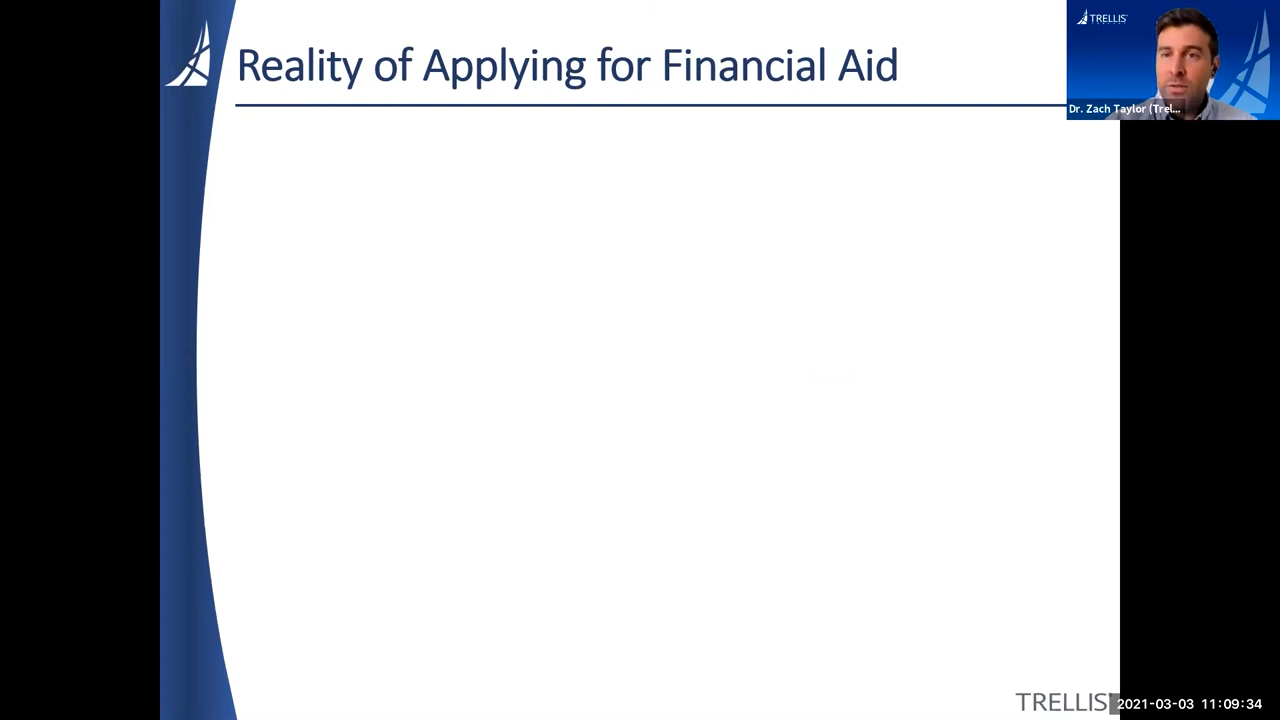 Reality of Applying for Financial Aid
TRELLIS
Dr. Zach Taylor (Trel...
TRELLIS
2021-03-03 11:09:34